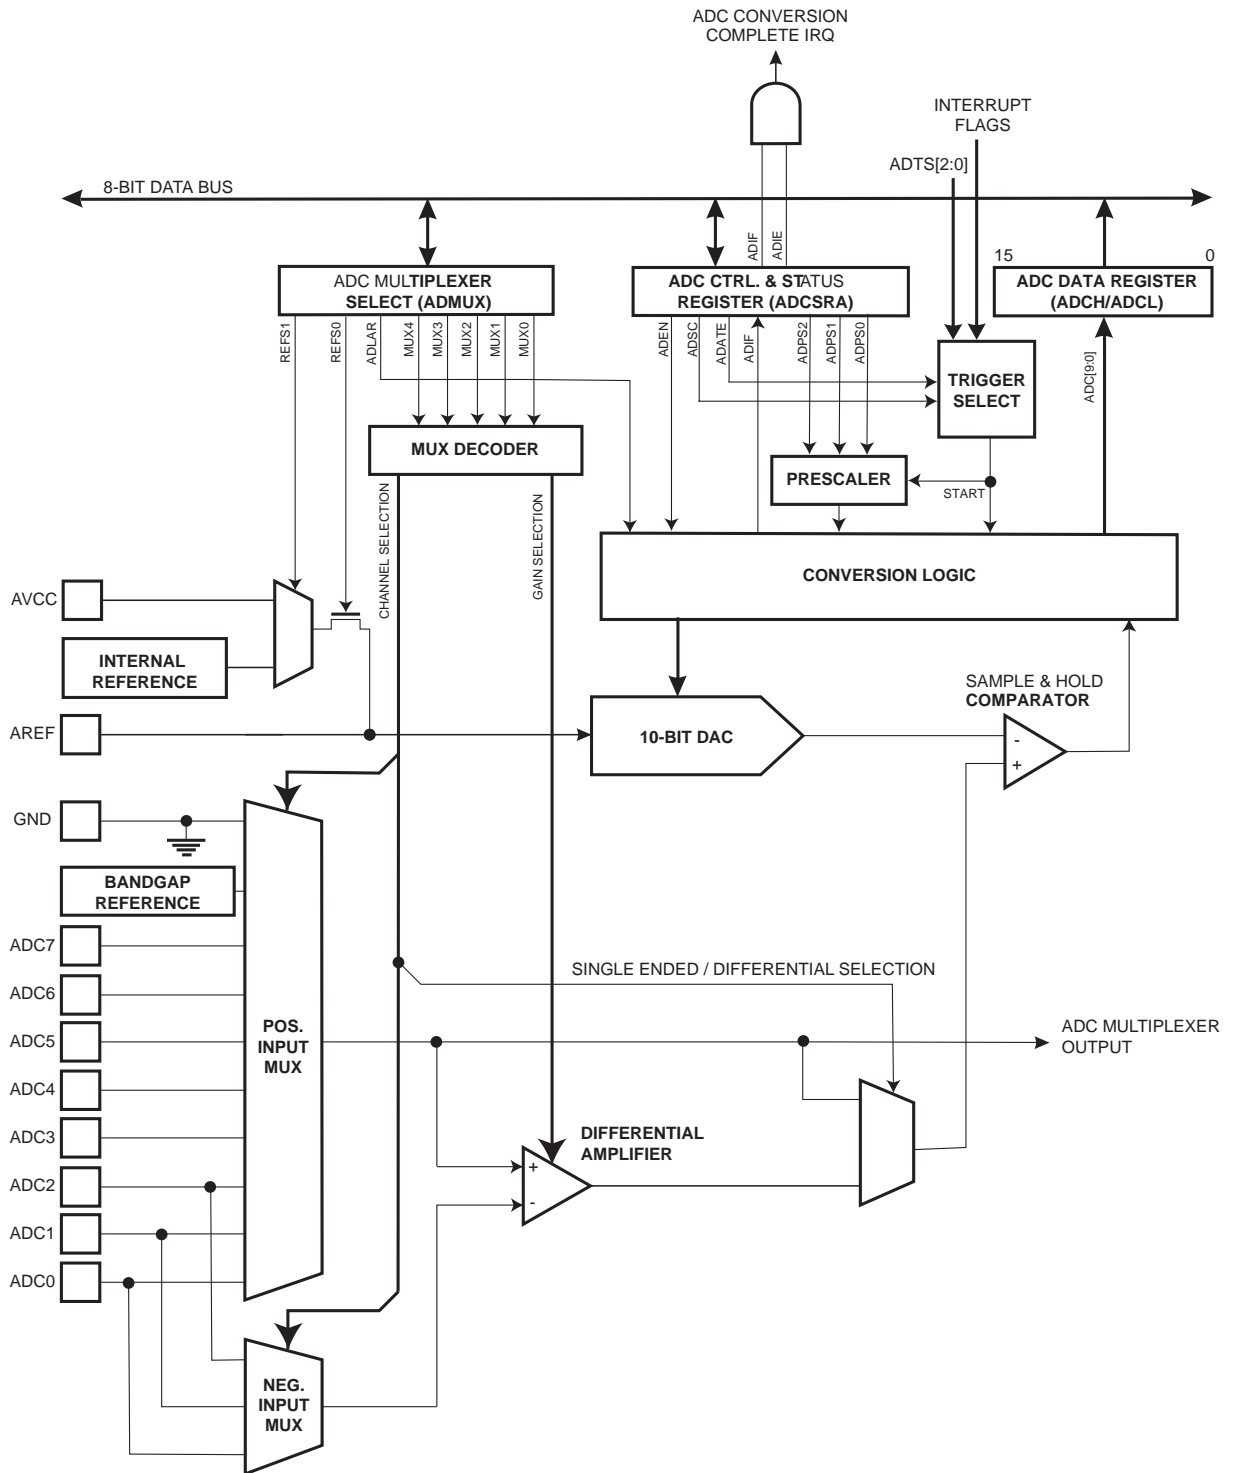 ADC CONVERSION
COMPLETE IRQ
INTERRUPT
FLAGS
ADTS[2:0]
8-BIT DATA BUS
ADIF
ADIE
15
0
ADC MULTIPLEXER
SELECT (ADMUX)
ADC CTRL. & STATUS
REGISTER (ADCSRA)
ADC DATA REGISTER
(ADCH/ADCL)
REFS1
REFS0
ADLAR
MUX4
MUX3
MUX2
MUX1
MUX0
ADEN
ADSC
ADATE
ADIF
ADPS2
ADPS1
ADPS0
ADC[9:0]
TRIGGER
SELECT
MUX DECODER
PRESCALER
START
CHANNEL SELECTION
GAIN SELECTION
CONVERSION LOGIC
AVCC
INTERNAL
REFERENCE
SAMPLE & HOLD
COMPARATOR
AREF
10-BIT DAC
-
+
GND
BANDGAP
REFERENCE
ADC7
ADC6
ADC5
ADC4
ADC3
ADC2
ADC1
ADC0
POS.
INPUT
MUX
SINGLE ENDED / DIFFERENTIAL SELECTION
ADC MULTIPLEXER
OUTPUT
DIFFERENTIAL
AMPLIFIER
+
-
NEG.
INPUT
MUX